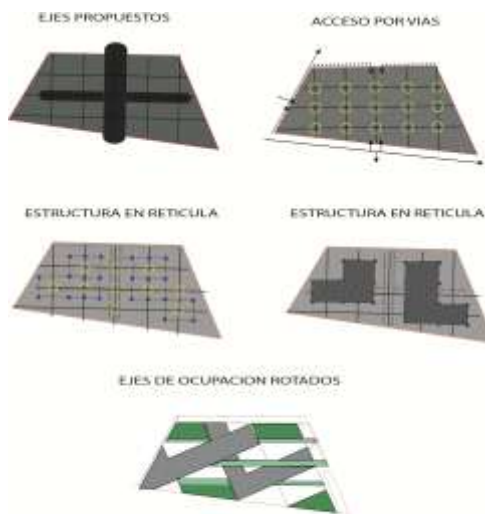 EJES PROPUESTOS
ACCESO POR VIAS
ESTRUCTURA EN RETICULA
ESTRUCTURA EN RETICULA
EJES DE OCUPACION ROTADOS